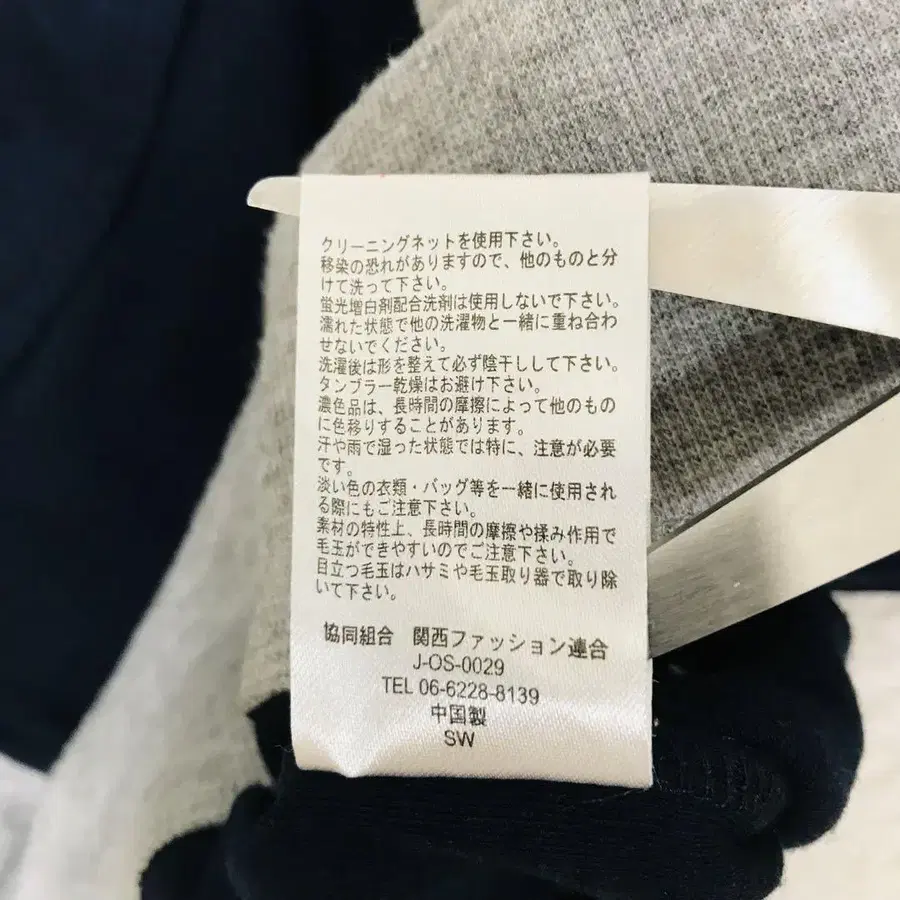 クリーニングネットを使用下さい。
移染の恐れがありますので、他のものと分
けて洗って下さい。
蛍光増白剤配合洗剤は使用しないで下さい。
濡れた状態で他の洗濯物と一緒に重ね合わ
せないでください。
洗濯後は形を整えて必ず陰干しして下さい。
タンブラー乾燥はお避け下さい。
濃色品は、長時間の摩擦によって他のもの
に色移りすることがあります。
汗や雨で湿った状態では特に、注意が必要
です。
淡い色の衣類・バッグ等を一緒に使用され
る際にもご注意下さい。
素材の特性上、長時間の摩擦や揉み作用で
毛玉ができやすいのでご注意下さい。
目立つ毛玉はハサミや毛玉取り器で取り除
いて下さい。
協同組合　関西ファッション連合
J-OS-0029
TEL 06-6228-8139
中国製
SW